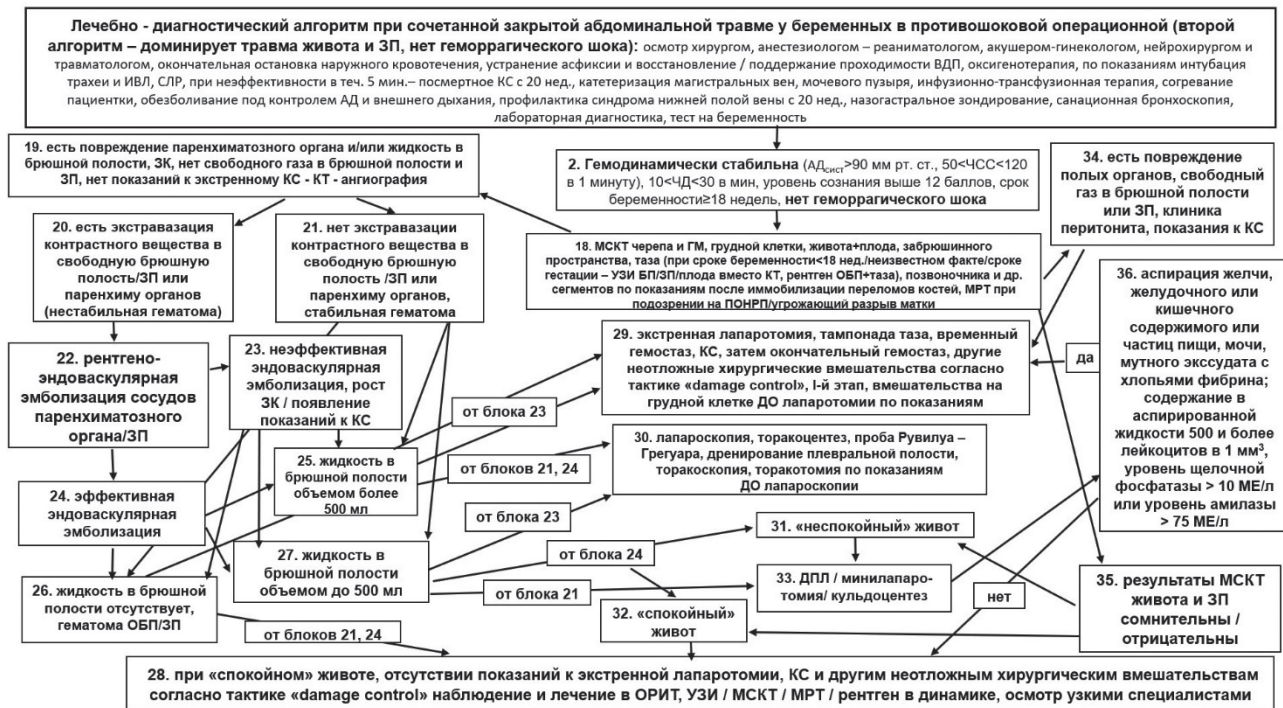 Лечебно - диагностический алгоритм при сочетанной закрытой абдоминальной травме у беременных в противошоковой операционной (второй
алгоритм – доминирует травма живота и ЗП, нет геморрагического шока): осмотр хирургом, анестезиологом – реаниматологом, акушером-гинекологом, нейрохирургом и
травматологом, окончательная остановка наружного кровотечения, устранение асфиксии и восстановление / поддержание проходимости ВДП, оксигенотерапия, по показаниям интубация
трахеи и ИВЛ, СЛР, при неэффективности в теч. 5 мин.– посмертное КС с 20 нед., катетеризация магистральных вен, мочевого пузыря, инфузионно-трансфузионная терапия, согревание
пациентки, обезболивание под контролем АД и внешнего дыхания, профилактика синдрома нижней полой вены с 20 нед., назогастральное зондирование, санационная бронхоскопия,
лабораторная диагностика, тест на беременность
19. есть повреждение паренхиматозного
органа и/или жидкость в
брюшной полости, ЗК, нет свободного газа в брюшной полости и
ЗП, нет показаний к экстренному КС - КТ - ангиография
2. Гемодинамически стабильна (АДсист>90 мм рт. ст., 50<ЧСС<120
в 1 минуту), 10<ЧД<30 в мин, уровень сознания выше 12 баллов, срок
беременности≥18 недель, нет геморрагического шока
34. есть повреждение
полых органов, свободный
газ в брюшной полости
или ЗП, клиника
перитонита, показания к КС
20. есть экстравазация
контрастного вещества в
свободную брюшную
полость/ЗП или
паренхиму органов
(нестабильная гематома)
21. нет экстравазации
контрастного вещества в
свободную брюшную
полость /ЗП или
паренхиму органов,
стабильная гематома
18. МСКТ черепа и ГМ, грудной клетки, живота+плода, забрюшинного
пространства, таза (при сроке беременности<18 нед./неизвестном факте/сроке
гестации – УЗИ БП/ЗП/плода вместо КТ, рентген ОБП+таза), позвоночника и др.
сегментов по показаниям после иммобилизации переломов костей, МРТ при
подозрении на ПОНРП/угрожающий разрыв матки
36. аспирация желчи,
желудочного или
кишечного
содержимого или
частиц пищи, мочи,
мутного экссудата с
хлопьями фибрина;
содержание в
аспирированной
жидкости 500 и более
лейкоцитов в 1 мм³,
уровень щелочной
фосфатазы > 10 МЕ/л
или уровень амилазы
> 75 МЕ/л
22. рентгено-
эндоваскулярная
эмболизация сосудов
паренхиматозного
органа/ЗП
23. неэффективная
эндоваскулярная
эмболизация, рост
ЗК / появление
показаний к КС
29. экстренная лапаротомия, тампонада таза, временный
гемостаз, КС, затем окончательный гемостаз, другие
неотложные хирургические вмешательства согласно
тактике «damage control», I-й этап, вмешательства на
грудной клетке ДО лапаротомии по показаниям
да
от блока 23
25. жидкость в
брюшной полости
объемом более
500 мл
от блоков 21, 24
30. лапароскопия, торакоцентез, проба Рувилуа –
Грегуара, дренирование плевральной полости,
торакоскопия, торакотомия по показаниям
ДО лапароскопии
24. эффективная
эндоваскулярная
эмболизация
от блока 23
31. «неспокойный» живот
27. жидкость в
брюшной полости
объемом до 500 мл
от блока 24
от блока 21
33. ДПЛ / минилапаро-
томия/ кульдоцентез
нет
35. результаты МСКТ
живота и ЗП
сомнительны /
отрицательны
26. жидкость в брюшной
полости отсутствует,
гематома ОБП/ЗП
32. «спокойный»
живот
от блоков 21, 24
28. при «спокойном» животе, отсутствии показаний к экстренной лапаротомии, КС и другим неотложным хирургическим вмешательствам
согласно тактике «damage control» наблюдение и лечение в ОРИТ, УЗИ / МСКТ / МРТ / рентген в динамике, осмотр узкими специалистами